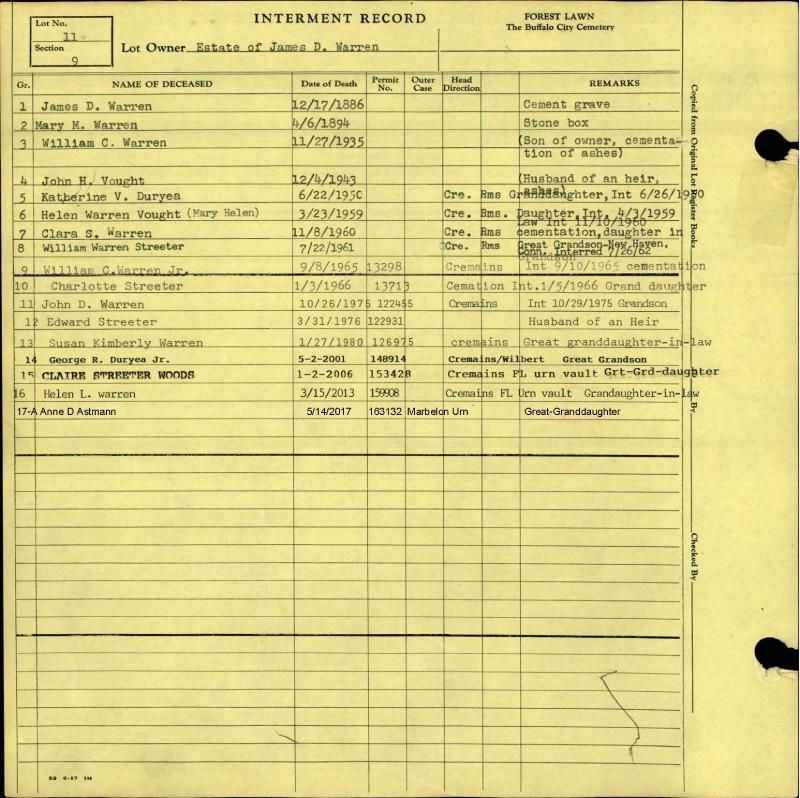 INTERMENT RECORD
FOREST LAWN
The Buffalo City Cemetery
Lot No.
11
Section
9
Lot Owner Estate of James D. Warren
Gr. NAME OF DECEASED Date of Death Permit No. Outer Case Head Direction REMARKS
1 James D. Warren 12/17/1886 Cement grave
2 Mary M. Warren 4/6/1894 Stone box
3 William C. Warren 11/27/1935 (Son of owner, cementa-
tion of ashes)
4 John H. Vought 12/4/1943 (Husband of an heir,
ashes)
5 Katherine V. Duryea 6/22/1950 Cre. Rms Granddaughter, Int 6/26/1950
6 Helen Warren Vought (Mary Helen) 3/23/1959 Cre. Rms. Daughter, Int. 4/3/1959
Law Int 11/10/1960
7 Clara S. Warren 11/8/1960 Cre. Rms cementation, daughter in
8 William Warren Streeter 7/22/1961 Cre. Rms Great Grandson-New Haven,
Conn. Interred 7/26/62
Grandson
9 William C. Warren Jr. 9/8/1965 13298 Cremains Int 9/10/1965 cementation
10 Charlotte Streeter 1/3/1966 13713 Cemation Int. 1/5/1966 Grand daughter
11 John D. Warren 10/26/1975 122455 Cremains Int 10/29/1975 Grandson
12 Edward Streeter 3/31/1976 122931 Husband of an Heir
13 Susan Kimberly Warren 1/27/1980 126975 cremains Great granddaughter-in-law
14 George R. Duryea Jr. 5-2-2001 148914 Cremains/Wilbert Great Grandson
15 CLAIRE STREETER WOODS 1-2-2006 153428 Cremains FL urn vault Grt-Grd-daughter
16 Helen L. warren 3/15/2013 159908 Cremains FL Urn vault Grandaughter-in-law
17-A Anne D Astmann 5/14/2017 163132 Marbelon Urn Great-Granddaughter
Copied from Original Lot Register Books
By
Checked By
5M 6-57 1M